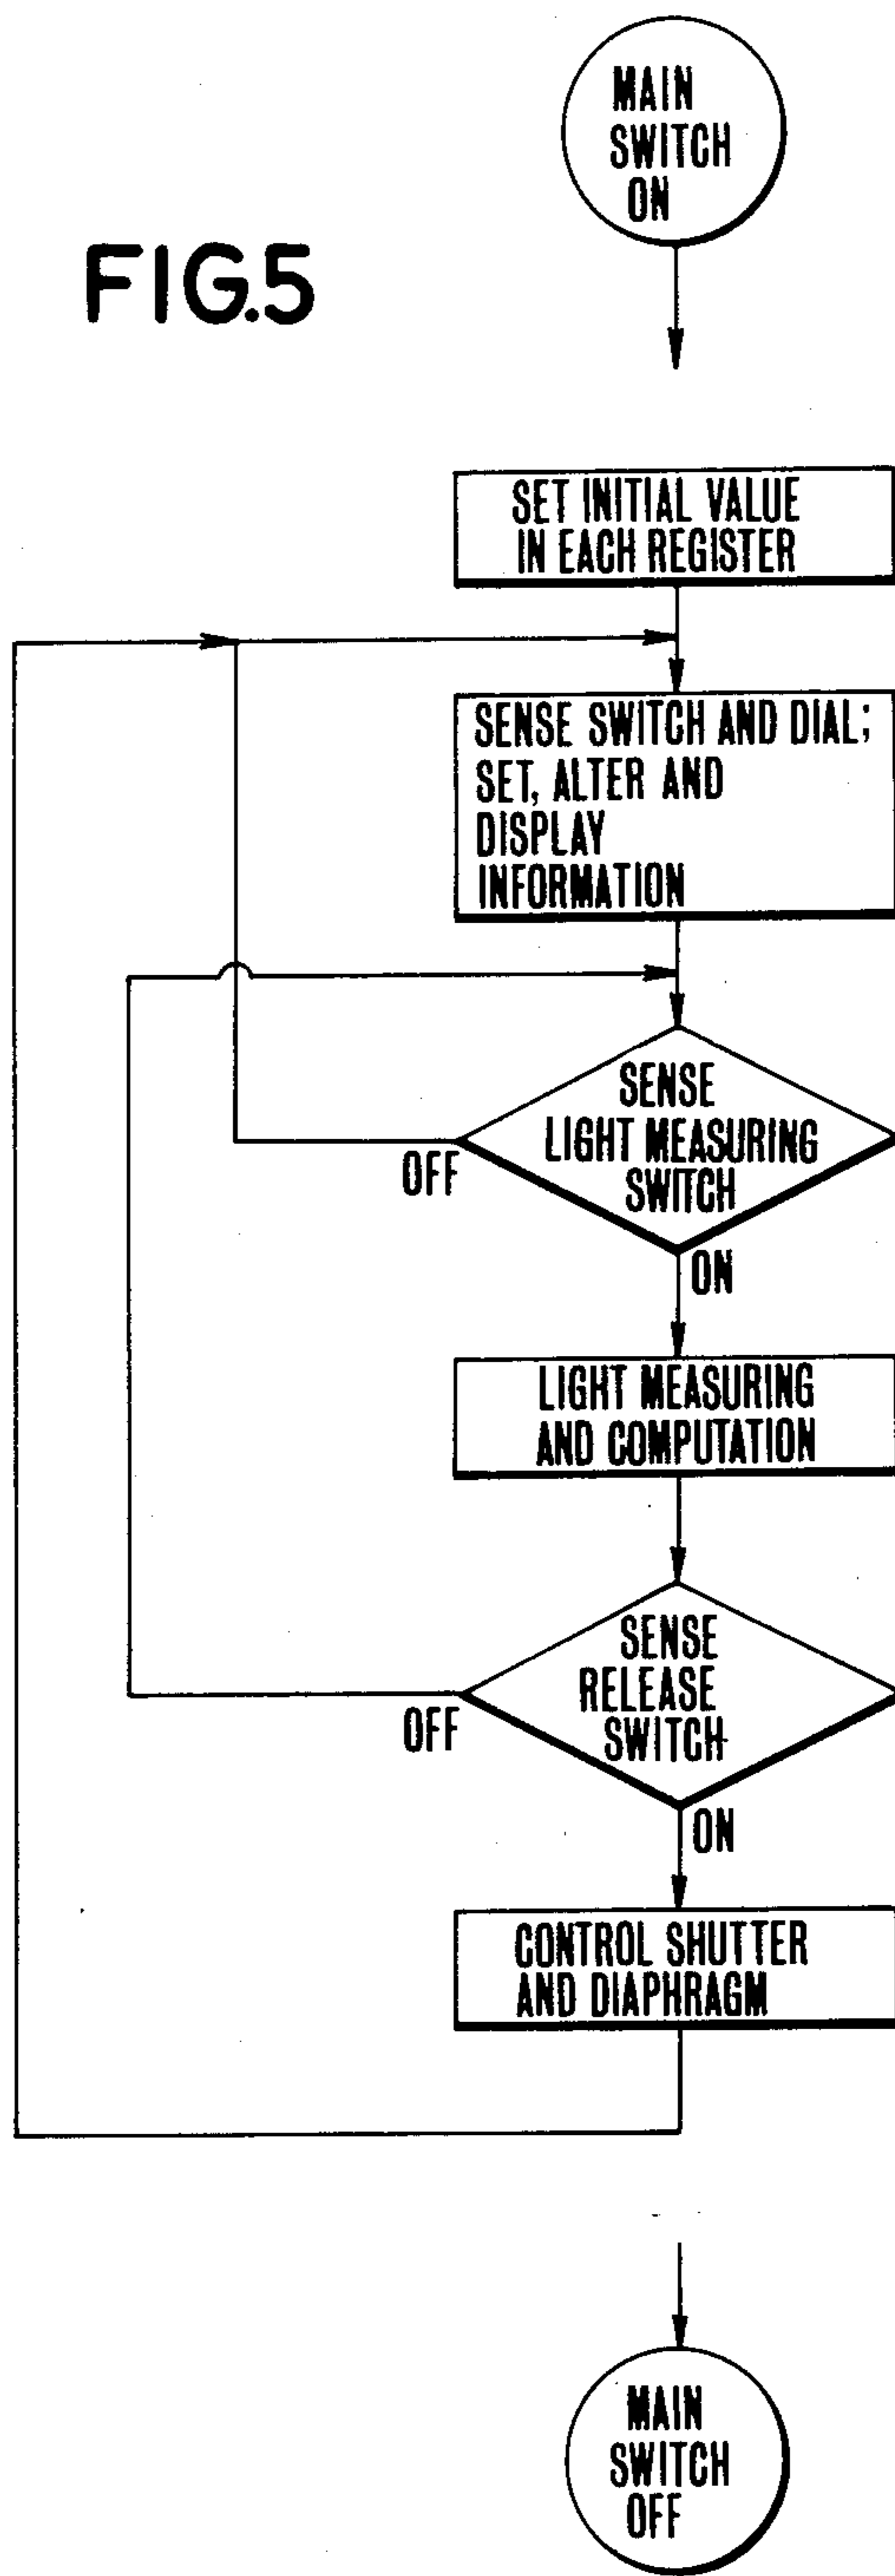 MAIN
SWITCH
ON
FIG.5
SET INITIAL VALUE
IN EACH REGISTER
SENSE SWITCH AND DIAL;
SET, ALTER AND
DISPLAY
INFORMATION
SENSE
LIGHT MEASURING
SWITCH
OFF
ON
LIGHT MEASURING
AND COMPUTATION
SENSE
RELEASE
SWITCH
OFF
ON
CONTROL SHUTTER
AND DIAPHRAGM
MAIN
SWITCH
OFF